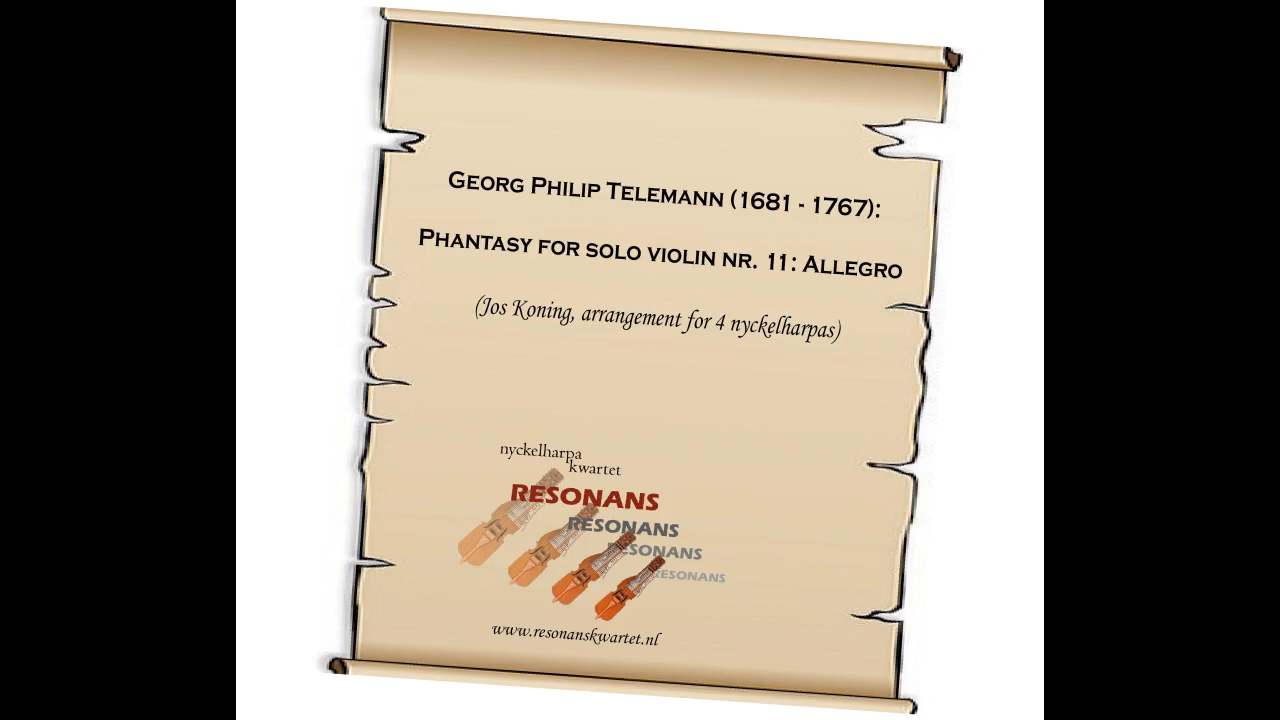 Georg Philip Telemann (1681 - 1767):
Phantasy for solo violin nr. 11: Allegro
(Jos Koning, arrangement for 4 nyckelharpas)
nyckelharpa
kwartet
RESONANS
RESONANS
RESONANS
RESONANS
www.resonanskwartet.nl